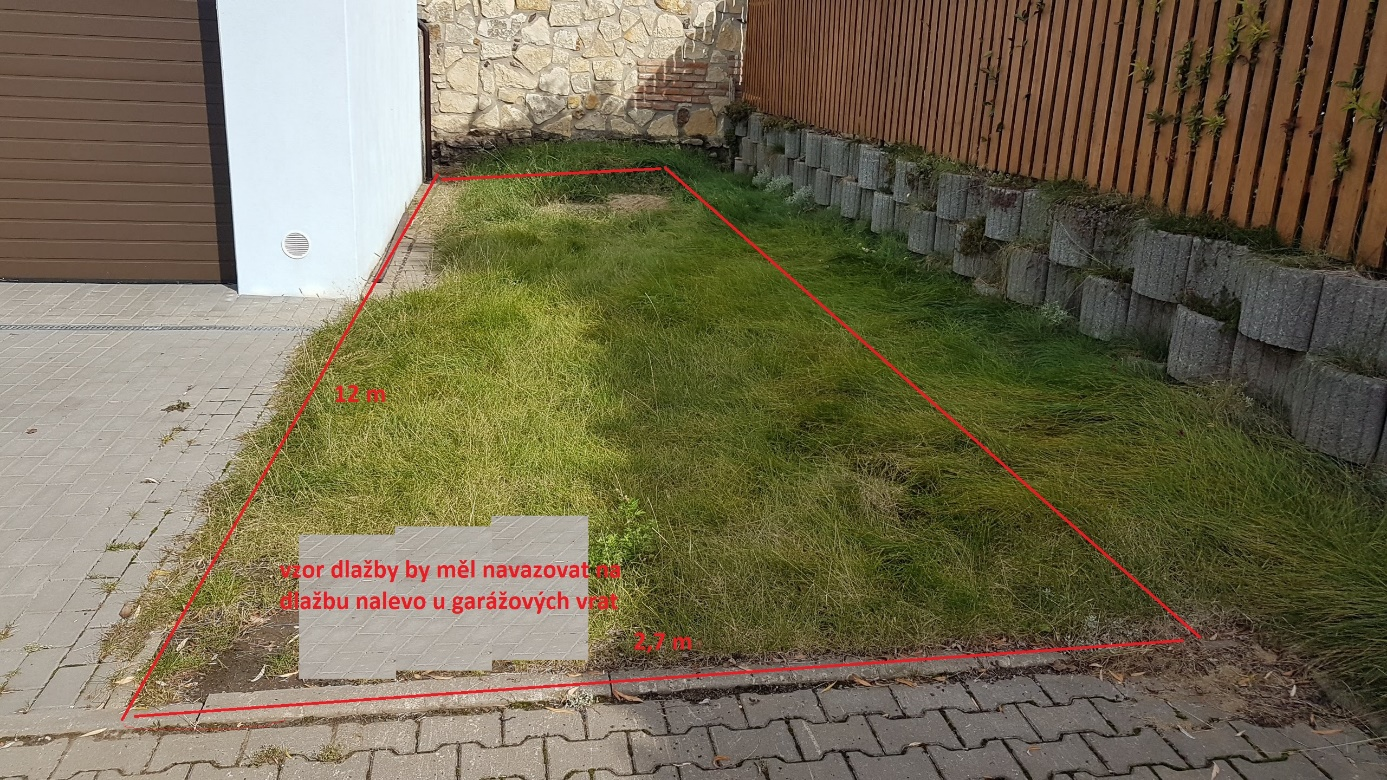 12 m
vzor dlažby by měl navazovat na
dlažbu nalevo u garážových vrat
2,7 m